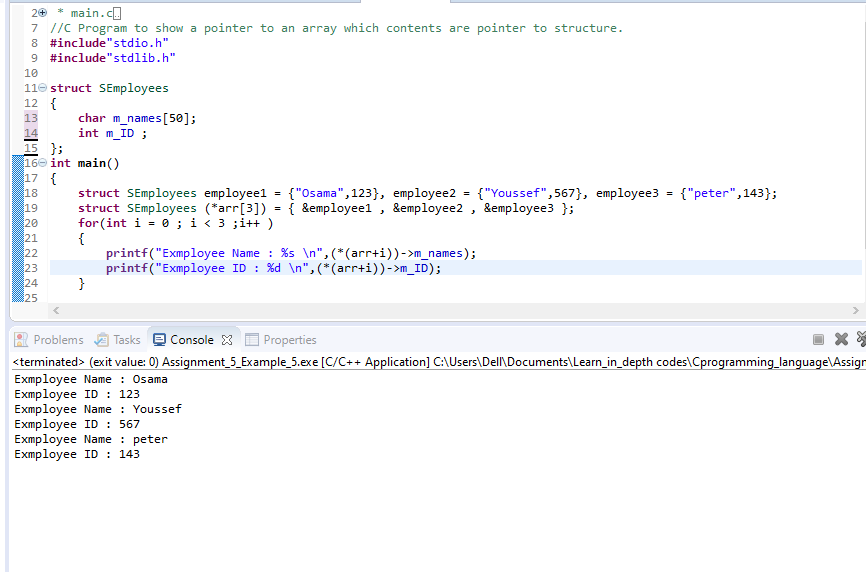 2 * main.c
7 //C Program to show a pointer to an array which contents are pointer to structure.
8 #include"stdio.h"
9 #include"stdlib.h"
10
11 struct SEmployees
12 {
13     char m_names[50];
14     int m_ID ;
15 };
16 int main()
17 {
18     struct SEmployees employee1 = {"Osama",123}, employee2 = {"Youssef",567}, employee3 = {"peter",143};
19     struct SEmployees (*arr[3]) = { &employee1 , &employee2 , &employee3 };
20     for(int i = 0 ; i < 3 ;i++ )
21     {
22         printf("Exmployee Name : %s \n",(*(arr+i))->m_names);
23         printf("Exmployee ID : %d \n",(*(arr+i))->m_ID);
24     }
25
Problems Tasks Console Properties
<terminated> (exit value: 0) Assignment_5_Example_5.exe [C/C++ Application] C:\Users\Dell\Documents\Learn_in_depth codes\Cprogramming_language\Assign
Exmployee Name : Osama
Exmployee ID : 123
Exmployee Name : Youssef
Exmployee ID : 567
Exmployee Name : peter
Exmployee ID : 143